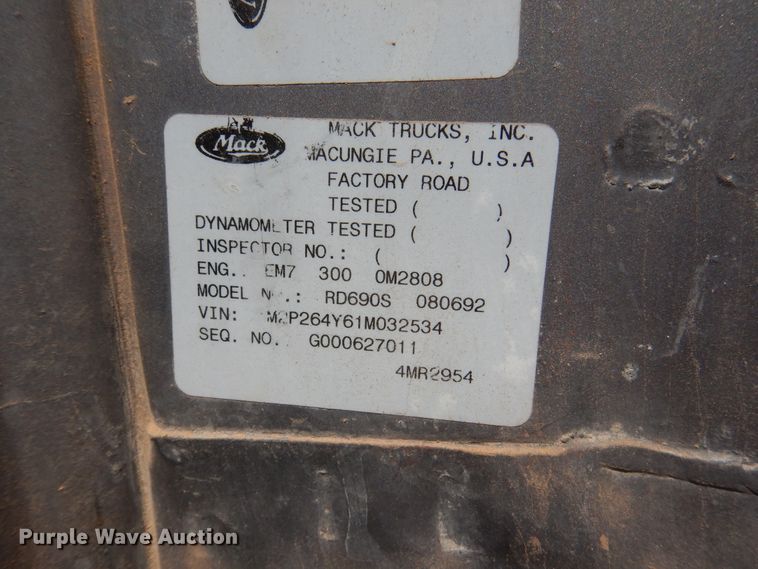 Mack
MACK TRUCKS, INC.
MACUNGIE PA., U.S.A
FACTORY ROAD
TESTED ( )
DYNAMOMETER TESTED ( )
INSPECTOR NO.: ( )
ENG.. EM7 300 0M2808
MODEL NO.: RD690S 080692
VIN: M2P264Y61M032534
SEQ. NO. G000627011
4MR2954
Purple Wave Auction®